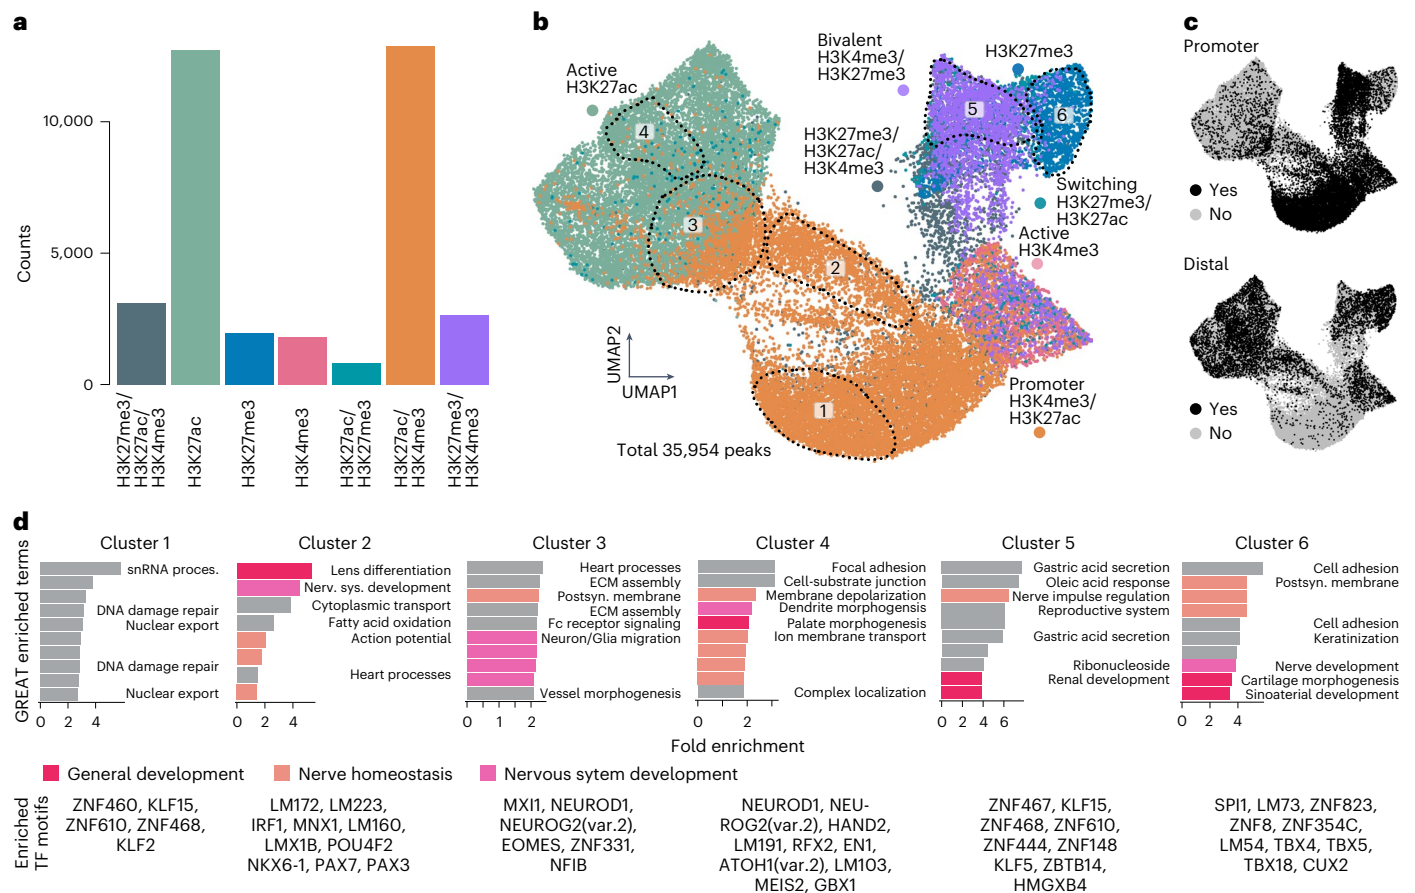 a
Counts
10,000
5,000
0
H3K27me3/
H3K27ac/
H3K4me3
H3K27ac
H3K27me3
H3K4me3
H3K27ac/
H3K27me3
H3K27ac/
H3K4me3
H3K27me3/
H3K4me3
b
Active
H3K27ac
Bivalent
H3K4me3/
H3K27me3
H3K27me3
H3K27me3/
H3K27ac/
H3K4me3
Switching
H3K27me3/
H3K27ac
Active
H3K4me3
Promoter
H3K4me3/
H3K27ac
4
5
6
3
2
1
UMAP2
UMAP1
Total 35,954 peaks
c
Promoter
Yes
No
Distal
Yes
No
d
GREAT enriched terms
Cluster 1
snRNA proces.
DNA damage repair
Nuclear export
DNA damage repair
Nuclear export
0 2 4
Cluster 2
Lens differentiation
Nerv. sys. development
Cytoplasmic transport
Fatty acid oxidation
Action potential
Heart processes
0 2 4
Cluster 3
Heart processes
ECM assembly
Postsyn. membrane
ECM assembly
Fc receptor signaling
Neuron/Glia migration
Vessel morphogenesis
0 1 2
Cluster 4
Focal adhesion
Cell-substrate junction
Membrane depolarization
Dendrite morphogenesis
Palate morphogenesis
Ion membrane transport
Complex localization
0 2
Cluster 5
Gastric acid secretion
Oleic acid response
Nerve impulse regulation
Reproductive system
Gastric acid secretion
Ribonucleoside
Renal development
0 2 4 6
Cluster 6
Cell adhesion
Postsyn. membrane
Cell adhesion
Keratinization
Nerve development
Cartilage morphogenesis
Sinoaterial development
0 2 4
Fold enrichment
General development
Nerve homeostasis
Nervous sytem development
Enriched
TF motifs
ZNF460, KLF15,
ZNF610, ZNF468,
KLF2
LM172, LM223,
IRF1, MNX1, LM160,
LMX1B, POU4F2
NKX6-1, PAX7, PAX3
MXI1, NEUROD1,
NEUROG2(var.2),
EOMES, ZNF331,
NFIB
NEUROD1, NEU-
ROG2(var.2), HAND2,
LM191, RFX2, EN1,
ATOH1(var.2), LM103,
MEIS2, GBX1
ZNF467, KLF15,
ZNF468, ZNF610,
ZNF444, ZNF148
KLF5, ZBTB14,
HMGXB4
SPI1, LM73, ZNF823,
ZNF8, ZNF354C,
LM54, TBX4, TBX5,
TBX18, CUX2